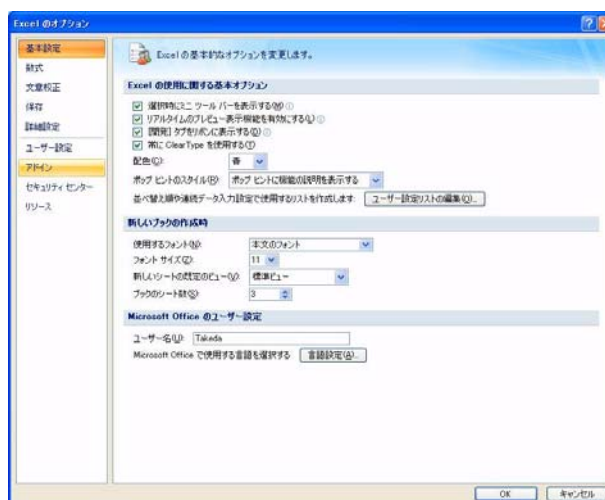 Excel のオプション
基本設定
数式
文章校正
保存
詳細設定
ユーザー設定
アドイン
セキュリティ センター
リソース
Excel の基本的なオプションを変更します。
Excel の使用に関する基本オプション
選択時にミニ ツール バーを表示する(M)
リアルタイムのプレビュー表示機能を有効にする(L)
[開発] タブをリボンに表示する(D)
常に ClearType を使用する(T)
配色(C): 青
ポップ ヒントのスタイル(R): ポップ ヒントに機能の説明を表示する
並べ替え順や連続データ入力設定で使用するリストを作成します: ユーザー設定リストの編集(O)...
新しいブックの作成時
使用するフォント(N): 本文のフォント
フォント サイズ(Z): 11
新しいシートの既定のビュー(V): 標準ビュー
ブックのシート数(S): 3
Microsoft Office のユーザー設定
ユーザー名(U): Takeda
Microsoft Office で使用する言語を選択する: 言語設定(A)...
OK キャンセル